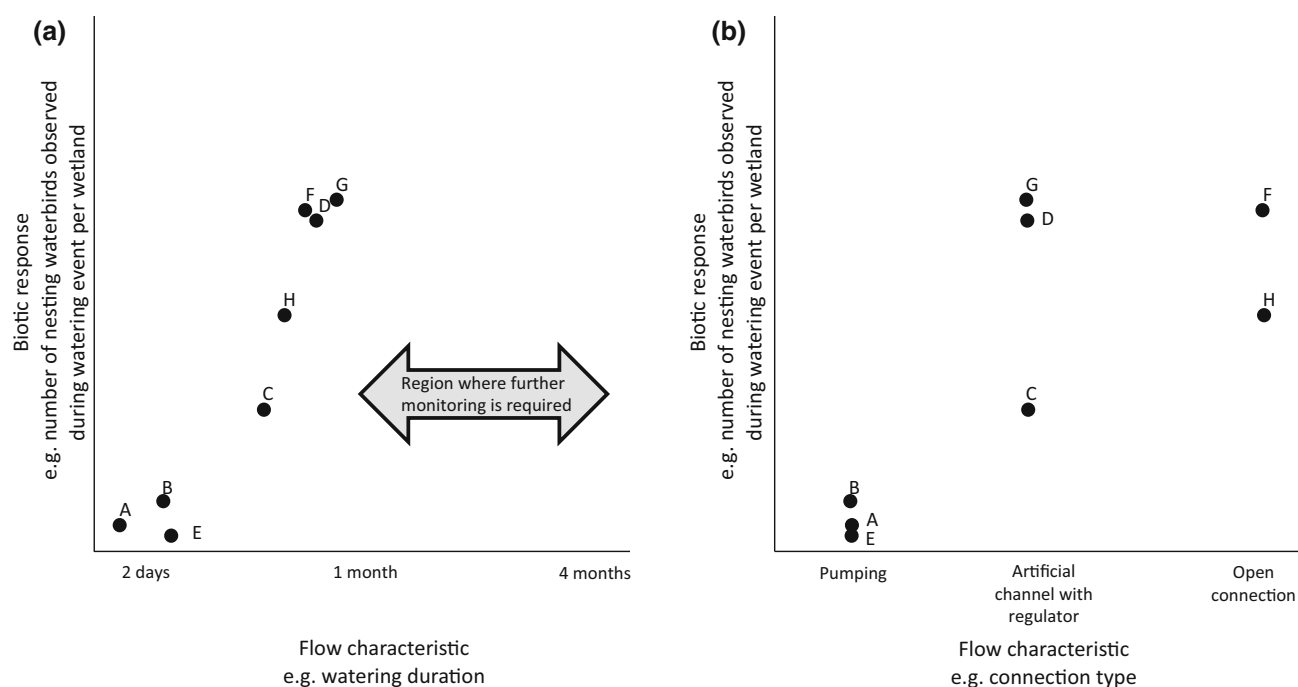 (a)
Biotic response
e.g. number of nesting waterbirds observed
during watering event per wetland
G
F
D
H
C
Region where further
monitoring is required
B
A
E
2 days
1 month
4 months
Flow characteristic
e.g. watering duration
(b)
Biotic response
e.g. number of nesting waterbirds observed
during watering event per wetland
G
F
D
H
C
B
A
E
Pumping
Artificial
channel with
regulator
Open
connection
Flow characteristic
e.g. connection type